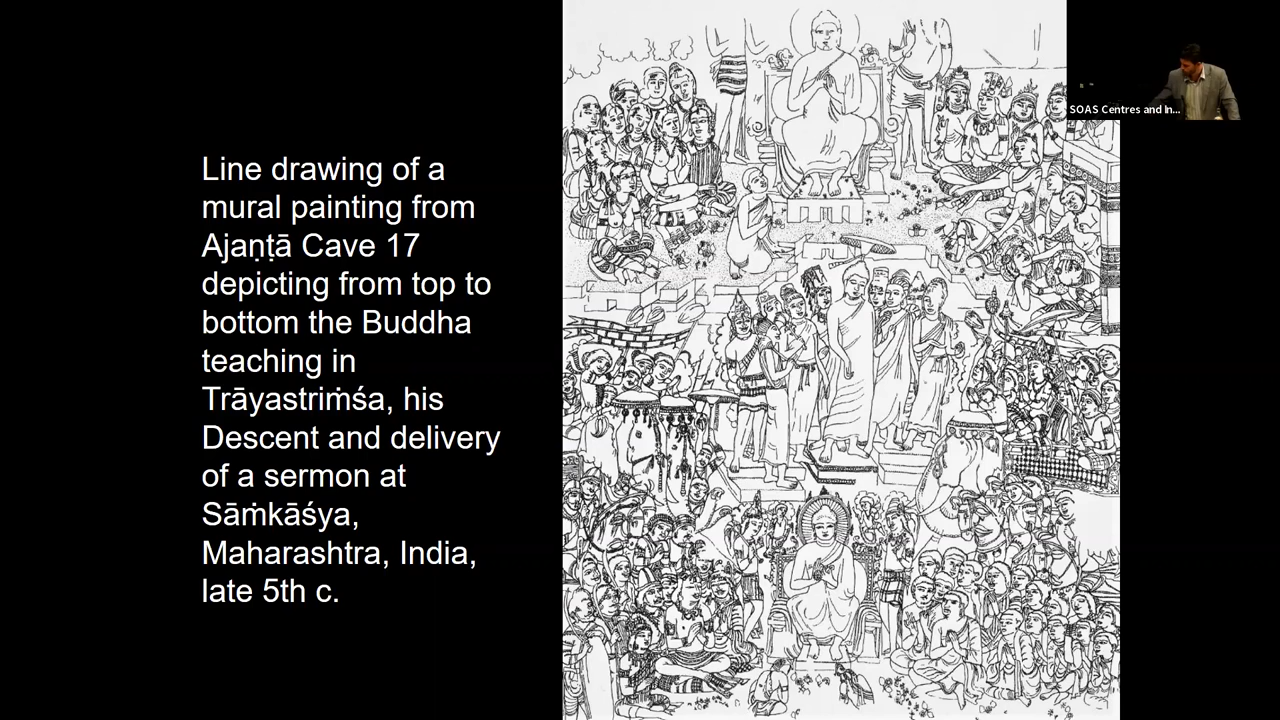 Line drawing of a
mural painting from
Ajaṇṭā Cave 17
depicting from top to
bottom the Buddha
teaching in
Trāyastriṁśa, his
Descent and delivery
of a sermon at
Sāṁkāśya,
Maharashtra, India,
late 5th c.
SOAS Centres and In...